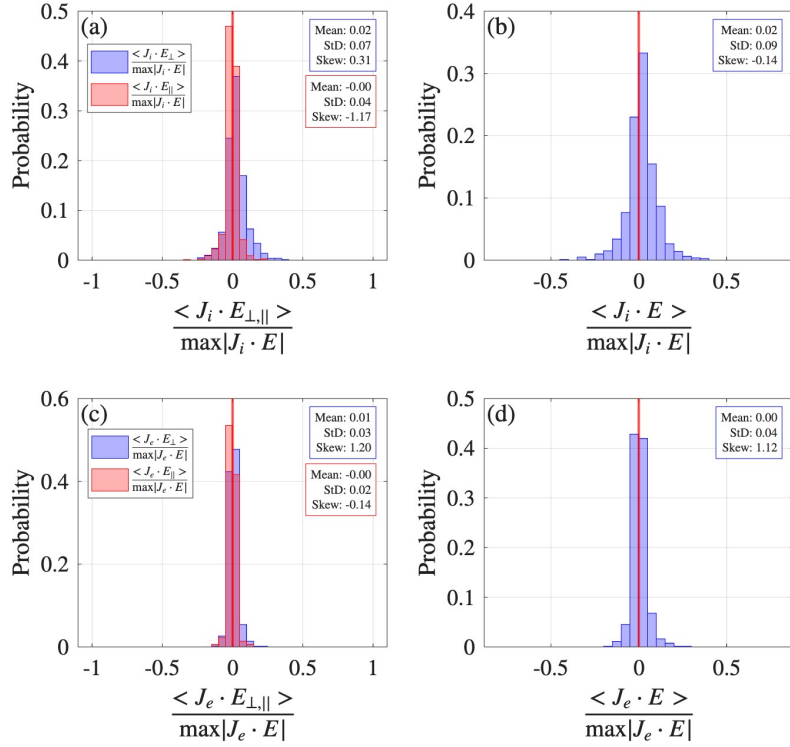 (a)
0.5
0.4
0.3
0.2
0.1
0
Probability
< J_i · E_⊥ >
max|J_i · E|
< J_i · E_|| >
max|J_i · E|
Mean: 0.02
StD: 0.07
Skew: 0.31
Mean: -0.00
StD: 0.04
Skew: -1.17
-1 -0.5 0 0.5 1
< J_i · E_⊥,|| >
max|J_i · E|
(b)
0.4
0.3
0.2
0.1
0
Probability
Mean: 0.02
StD: 0.09
Skew: -0.14
-0.5 0 0.5
< J_i · E >
max|J_i · E|
(c)
0.6
0.4
0.2
0
Probability
< J_e · E_⊥ >
max|J_e · E|
< J_e · E_|| >
max|J_e · E|
Mean: 0.01
StD: 0.03
Skew: 1.20
Mean: -0.00
StD: 0.02
Skew: -0.14
-1 -0.5 0 0.5 1
< J_e · E_⊥,|| >
max|J_e · E|
(d)
0.5
0.4
0.3
0.2
0.1
0
Probability
Mean: 0.00
StD: 0.04
Skew: 1.12
-0.5 0 0.5
< J_e · E >
max|J_e · E|